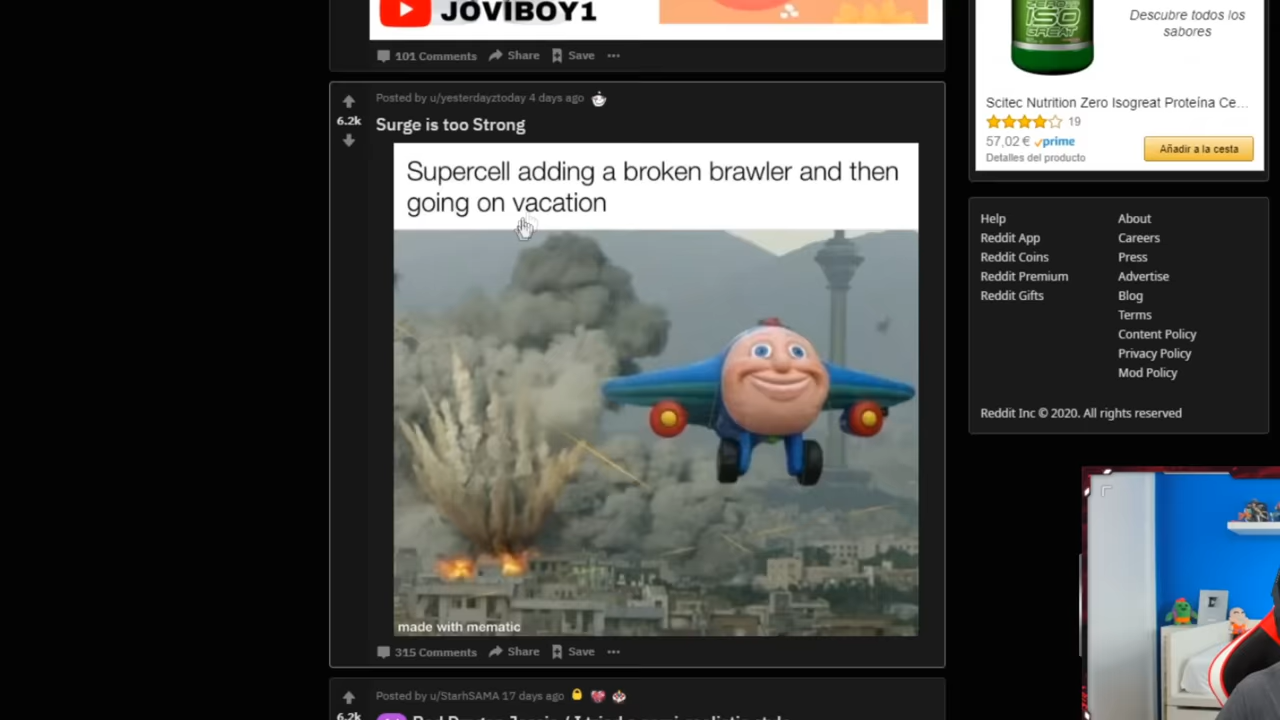 JOVIBOY1
101 Comments Share Save
Posted by u/yesterdayztoday 4 days ago
6.2k
Surge is too Strong
Supercell adding a broken brawler and then
going on vacation
made with mematic
315 Comments Share Save
Posted by u/StarhSAMA 17 days ago
6.2k
Descubre todos los
sabores
Scitec Nutrition Zero Isogreat Proteína Ce...
19
57,02 € prime
Añadir a la cesta
Detalles del producto
Help
About
Reddit App
Careers
Reddit Coins
Press
Reddit Premium
Advertise
Reddit Gifts
Blog
Terms
Content Policy
Privacy Policy
Mod Policy
Reddit Inc © 2020. All rights reserved